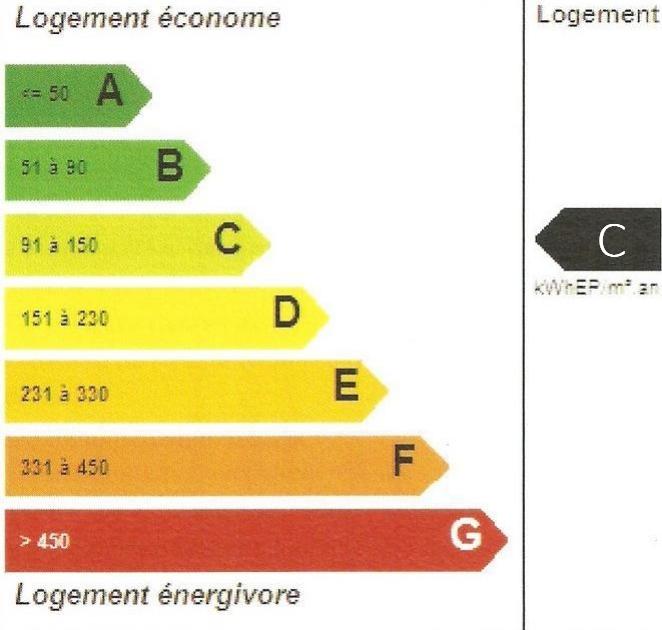 Logement économe
Logement
<= 50 A
51 à 90 B
91 à 150 C
C
kWhEP/m².an
151 à 230 D
231 à 330 E
331 à 450 F
> 450 G
Logement énergivore